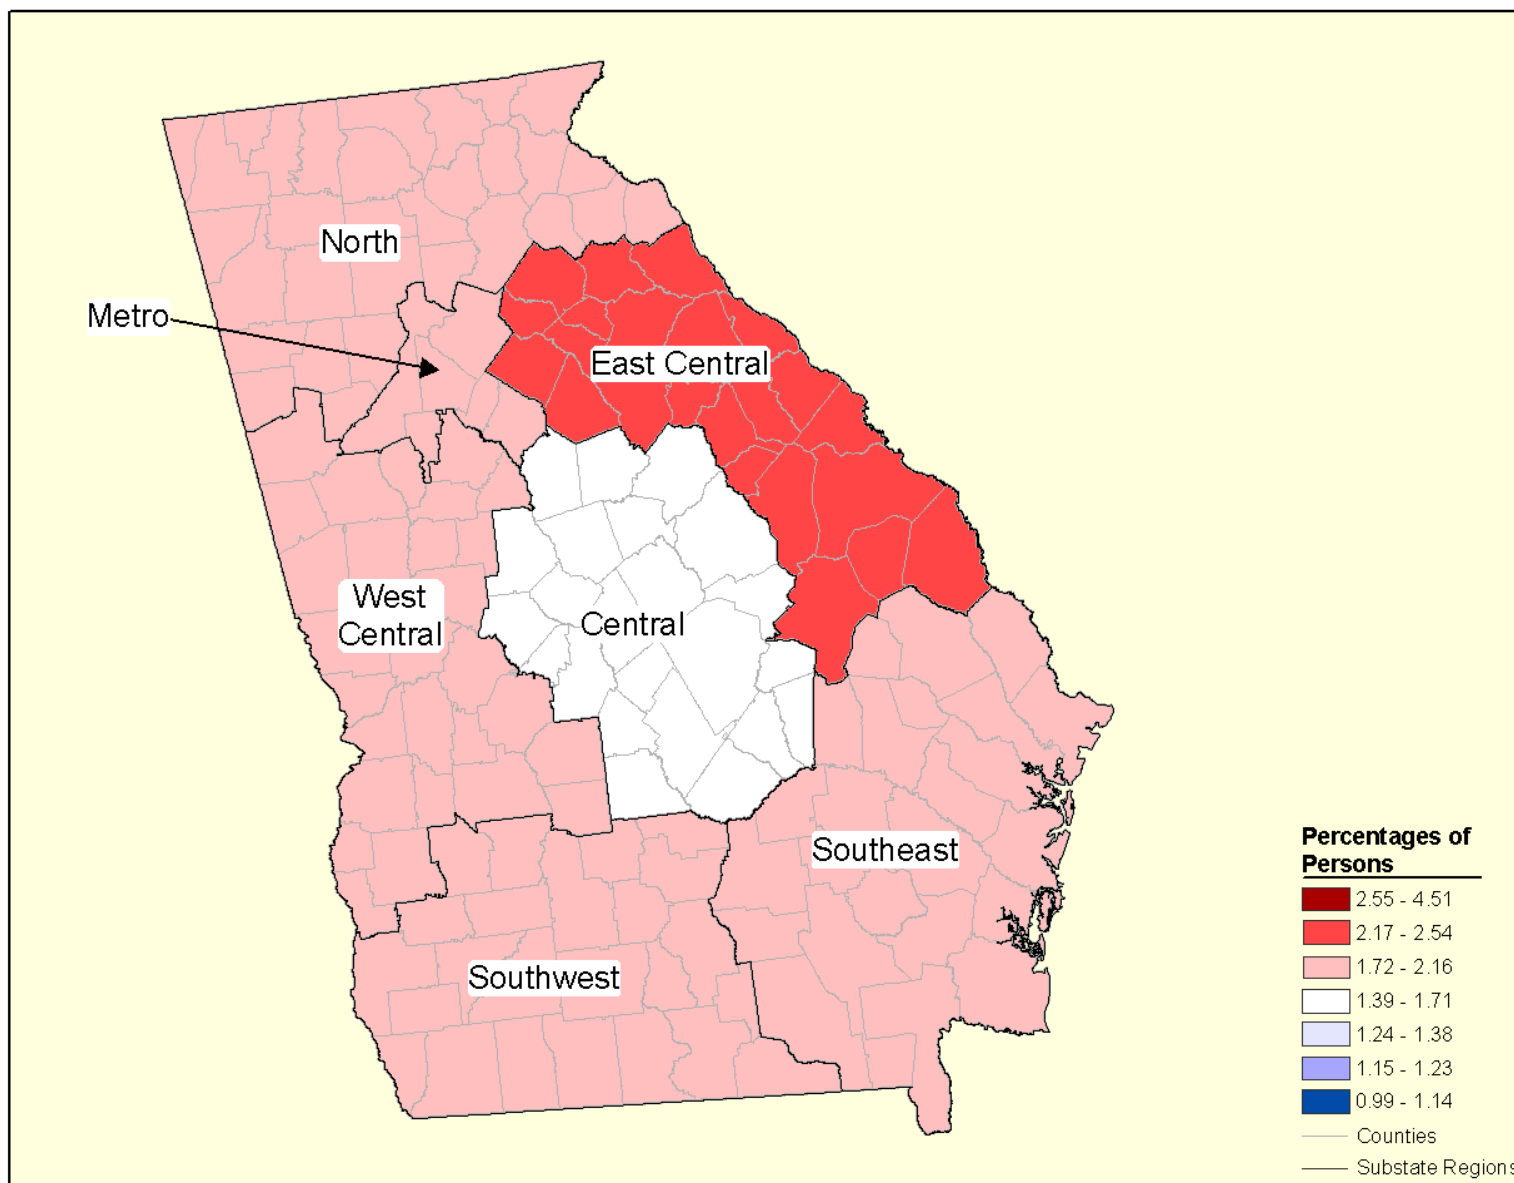 North
Metro
East Central
West
Central
Central
Southeast
Southwest
Percentages of
Persons
2.55 - 4.51
2.17 - 2.54
1.72 - 2.16
1.39 - 1.71
1.24 - 1.38
1.15 - 1.23
0.99 - 1.14
Counties
Substate Regions